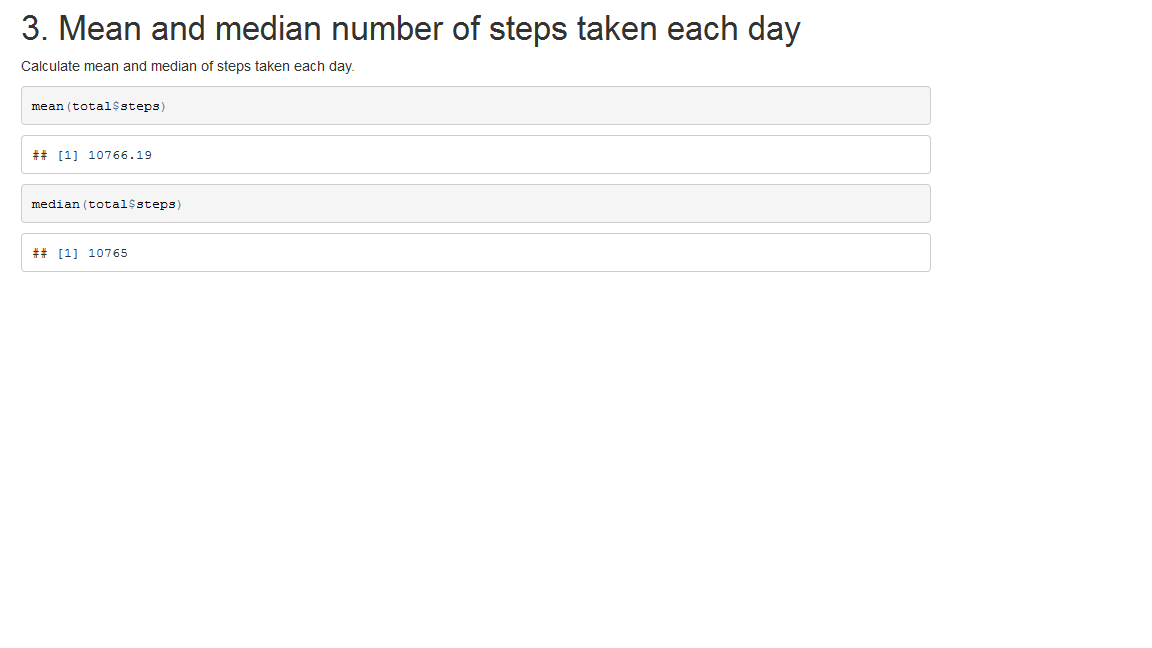 3. Mean and median number of steps taken each day
Calculate mean and median of steps taken each day.
mean(total$steps)
## [1] 10766.19
median(total$steps)
## [1] 10765